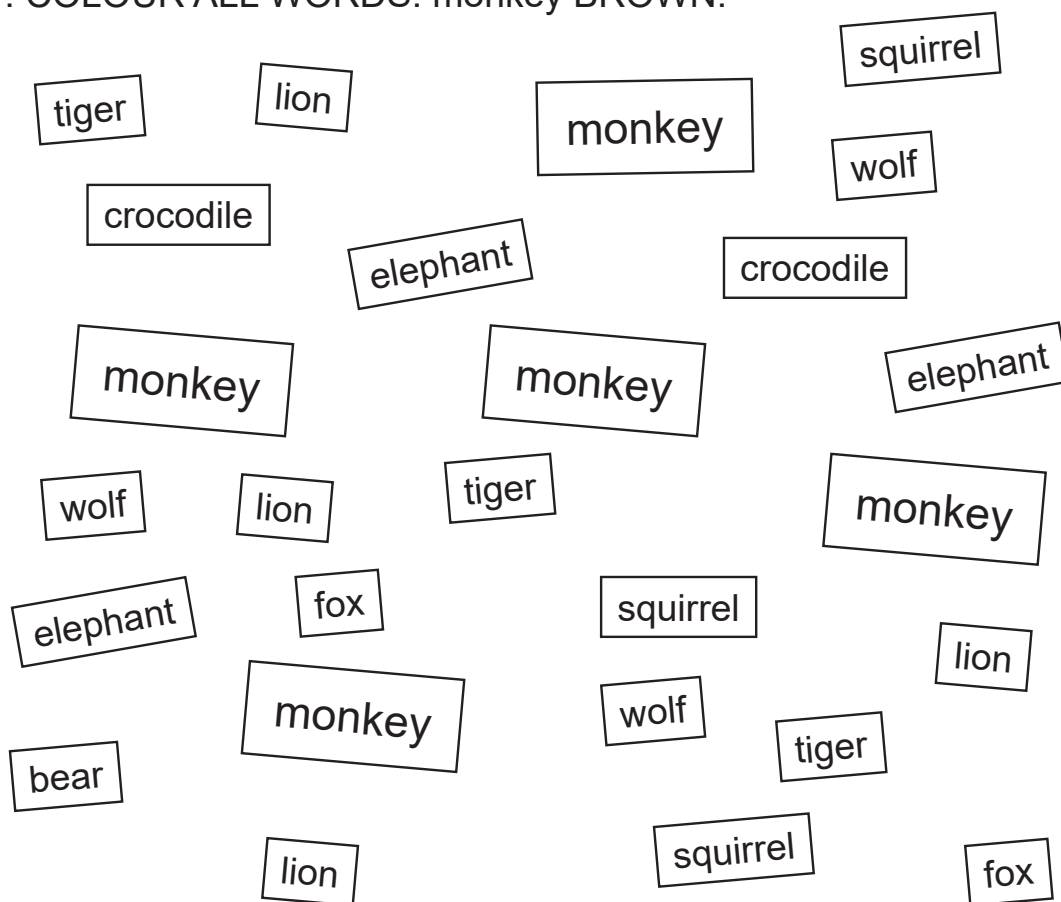 : COLOUR ALL WORDS: monkey BROWN.
squirrel
tiger
lion
monkey
wolf
crocodile
elephant
crocodile
monkey
monkey
elephant
wolf
lion
tiger
monkey
elephant
fox
squirrel
lion
monkey
wolf
tiger
bear
lion
squirrel
fox